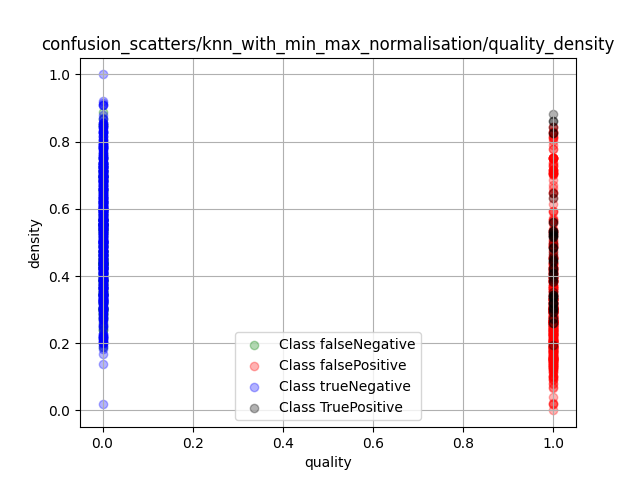 confusion_scatters/knn_with_min_max_normalisation/quality_density
1.0
0.8
0.6
0.4
0.2
0.0
density
Class falseNegative
Class falsePositive
Class trueNegative
Class TruePositive
0.0 0.2 0.4 0.6 0.8 1.0
quality